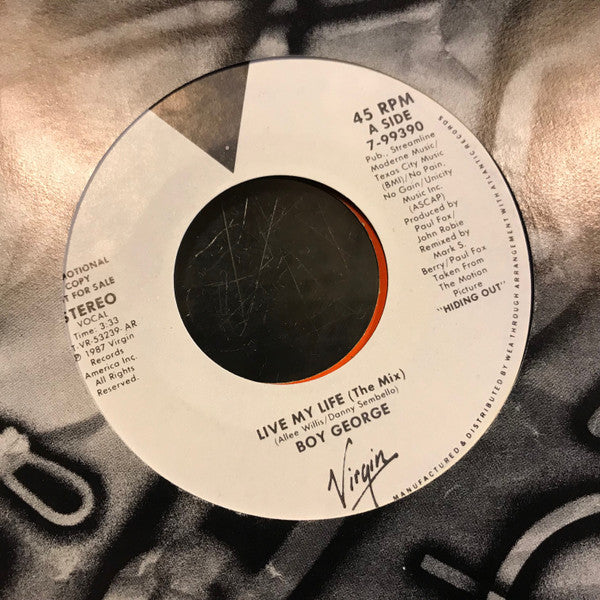 45 RPM
A SIDE
7-99390
Pub., Streamline
Moderne Music/
Texas City Music
(BMI)/No Pain.
No Gain/Unicity
Music Inc.
(ASCAP)
Produced by
Paul Fox/
John Robie
Remixed by
Mark S.
Berry/Paul Fox
Taken From
The Motion
Picture
"HIDING OUT"
OTIONAL
COPY
T FOR SALE
STEREO
VOCAL
Time: 3:33
T-VR-53239-AR
℗ 1987 Virgin
Records
America Inc.
All Rights
Reserved.
LIVE MY LIFE (The Mix)
(Allee Willis/Danny Sembello)
BOY GEORGE
Virgin
MANUFACTURED & DISTRIBUTED BY WEA THROUGH ARRANGEMENT WITH ATLANTIC RECORDS